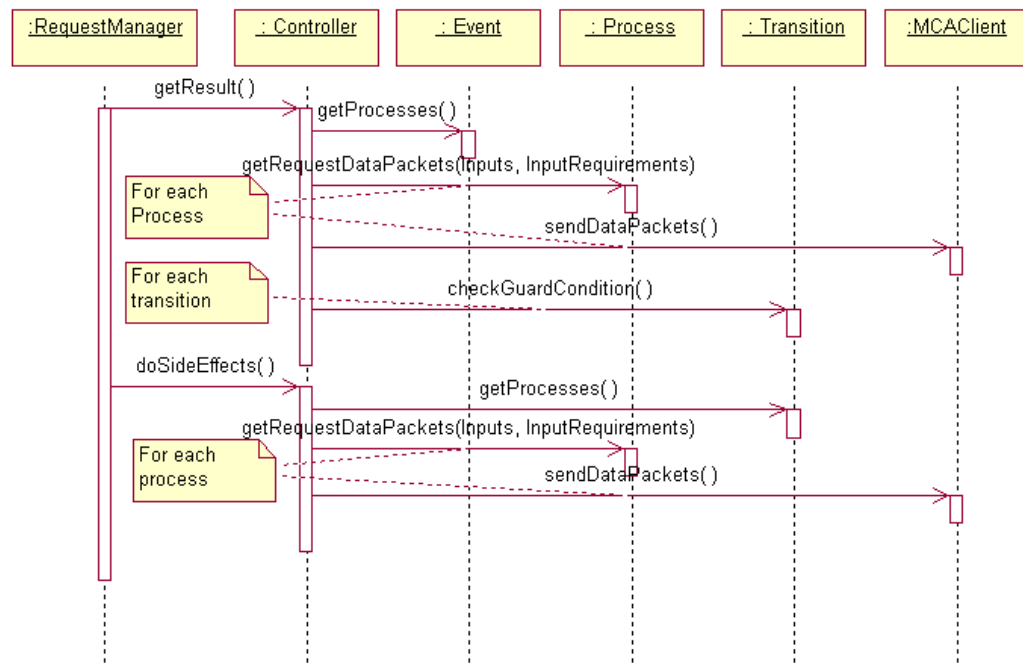 :RequestManager
: Controller
: Event
: Process
: Transition
:MCAClient
getResult( )
getProcesses( )
getRequestDataPackets(Inputs, InputRequirements)
For each
Process
sendDataPackets( )
For each
transition
checkGuardCondition( )
doSideEffects( )
getProcesses( )
getRequestDataPackets(Inputs, InputRequirements)
For each
process
sendDataPackets( )